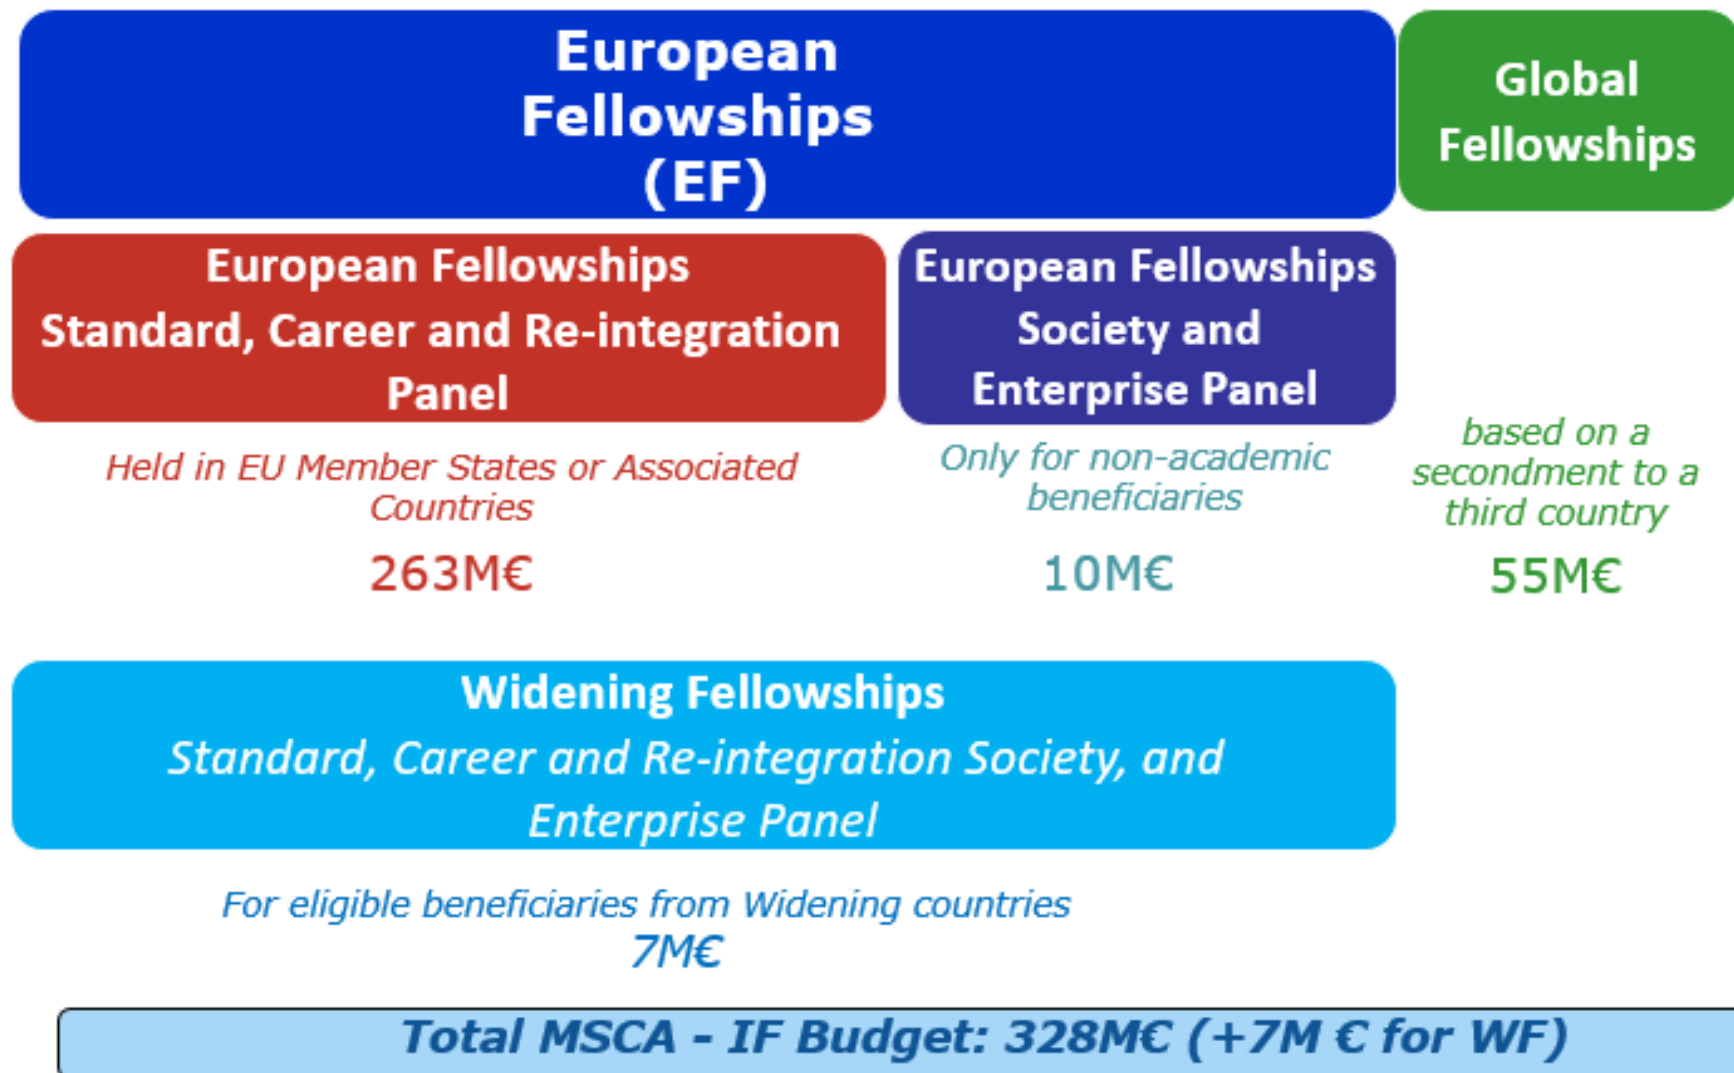 European
Fellowships
(EF)
Global
Fellowships
European Fellowships
Standard, Career and Re-integration
Panel
European Fellowships
Society and
Enterprise Panel
Held in EU Member States or Associated
Countries
263M€
Only for non-academic
beneficiaries
10M€
based on a
secondment to a
third country
55M€
Widening Fellowships
Standard, Career and Re-integration Society, and
Enterprise Panel
For eligible beneficiaries from Widening countries
7M€
Total MSCA - IF Budget: 328M€ (+7M € for WF)